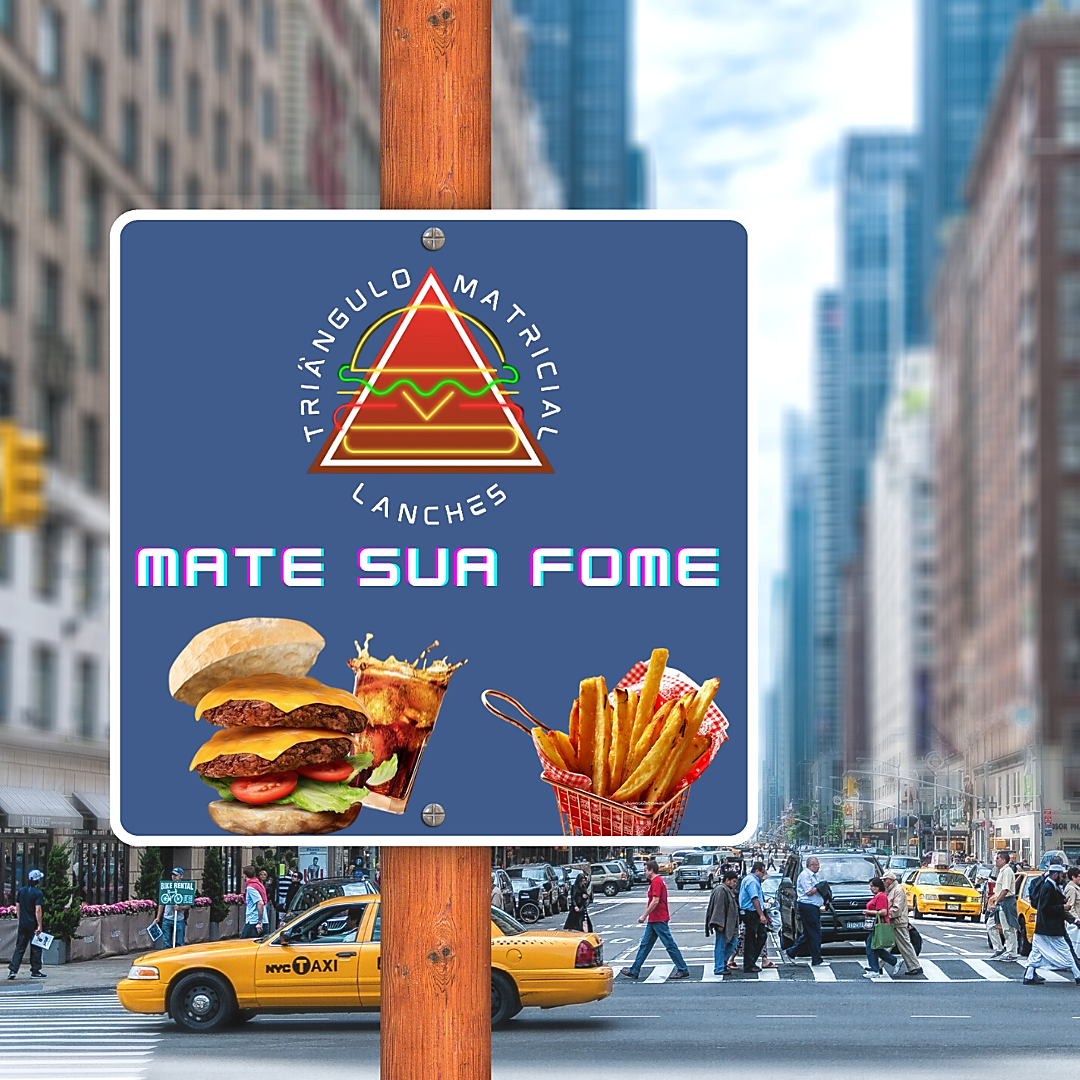 TRIÂNGULO MATRICIAL
LANCHES
MATE SUA FOME
BIKE RENTAL
NYC TAXI